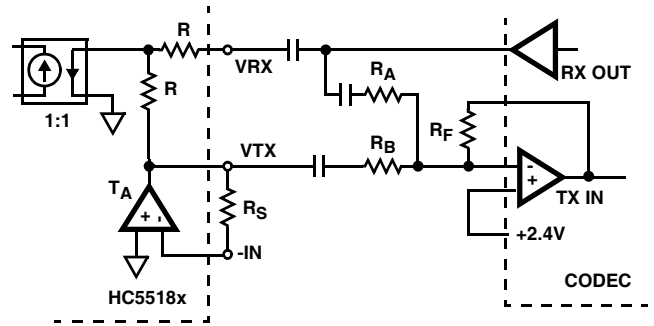 R
VRX
RX OUT
R
RA
1:1
RB
RF
VTX
TA
+ -
RS
-
+
TX IN
+2.4V
-IN
HC5518x
CODEC